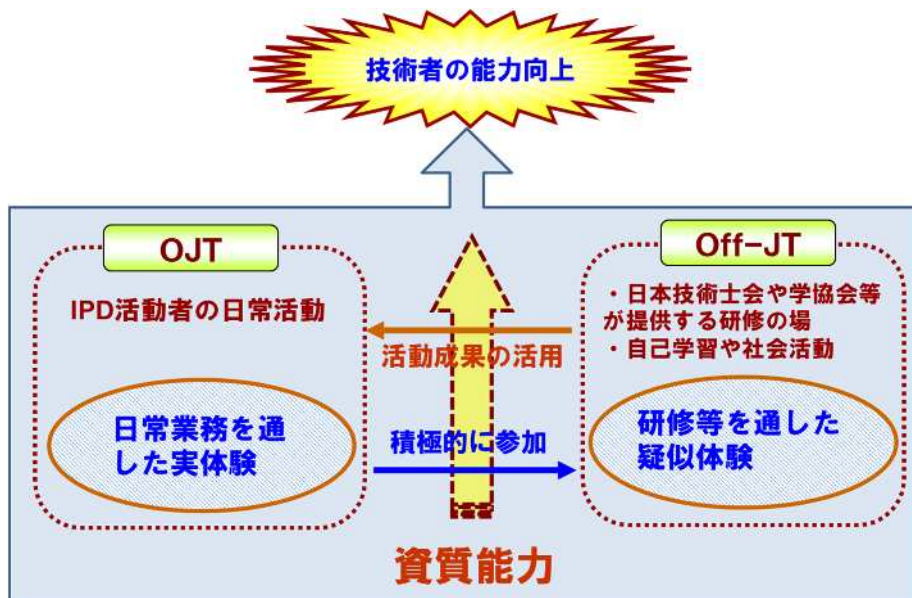 技術者の能力向上
OJT
IPD活動者の日常活動
日常業務を通
した実体験
活動成果の活用
積極的に参加
Off-JT
・日本技術士会や学協会等
が提供する研修の場
・自己学習や社会活動
研修等を通した
疑似体験
資質能力